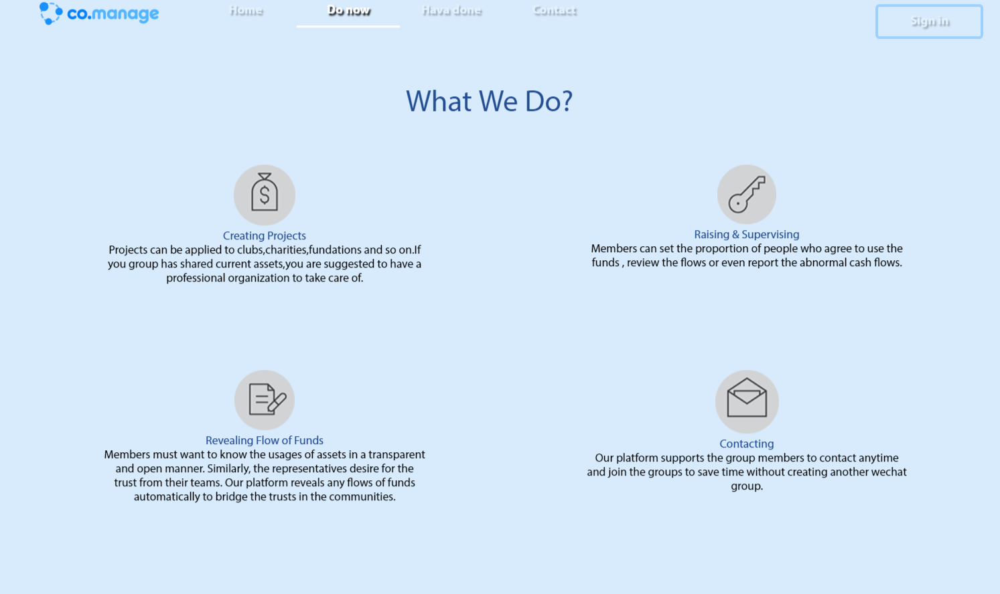 co.manage
Home
Do now
Hava done
Contact
Sign in
What We Do?
$
Creating Projects
Projects can be applied to clubs,charities,fundations and so on.If
you group has shared current assets,you are suggested to have a
professional organization to take care of.
Raising & Supervising
Members can set the proportion of people who agree to use the
funds , review the flows or even report the abnormal cash flows.
Revealing Flow of Funds
Members must want to know the usages of assets in a transparent
and open manner. Similarly, the representatives desire for the
trust from their teams. Our platform reveals any flows of funds
automatically to bridge the trusts in the communities.
Contacting
Our platform supports the group members to contact anytime
and join the groups to save time without creating another wechat
group.